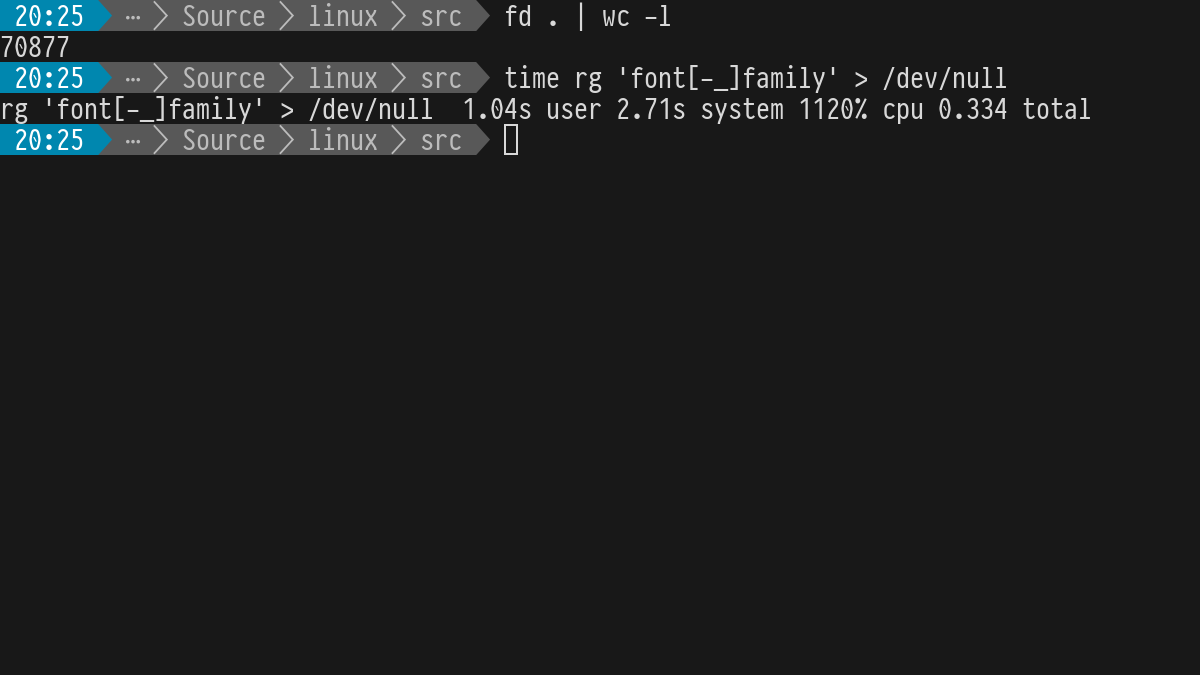 20:25 … Source linux src fd . | wc -l
70877
20:25 … Source linux src time rg 'font[-_]family' > /dev/null
rg 'font[-_]family' > /dev/null  1.04s user 2.71s system 1120% cpu 0.334 total
20:25 … Source linux src